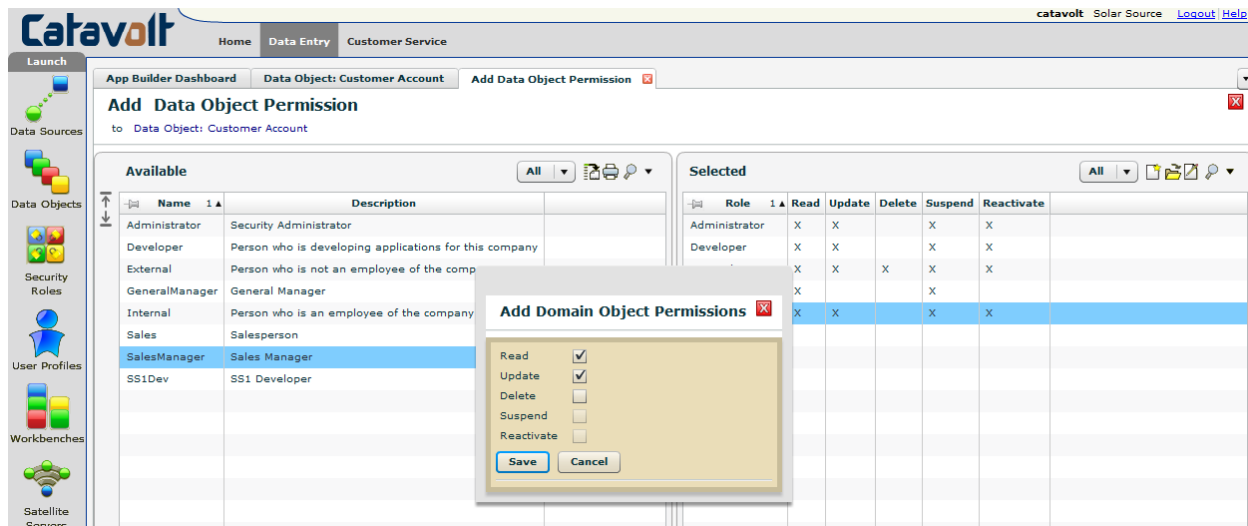 catavolt Solar Source Logout Help
Catavolt
Home Data Entry Customer Service
Launch
Data Sources
Data Objects
Security
Roles
User Profiles
Workbenches
Satellite
Servers
App Builder Dashboard Data Object: Customer Account Add Data Object Permission
Add Data Object Permission
to Data Object: Customer Account
Available All
Name 1 Description
Administrator Security Administrator
Developer Person who is developing applications for this company
External Person who is not an employee of the comp
GeneralManager General Manager
Internal Person who is an employee of the company
Sales Salesperson
SalesManager Sales Manager
SS1Dev SS1 Developer
Selected All
Role 1 Read Update Delete Suspend Reactivate
Administrator X X X X
Developer X X X X
X X X X X
X X
X X X X
Add Domain Object Permissions
Read
Update
Delete
Suspend
Reactivate
Save Cancel